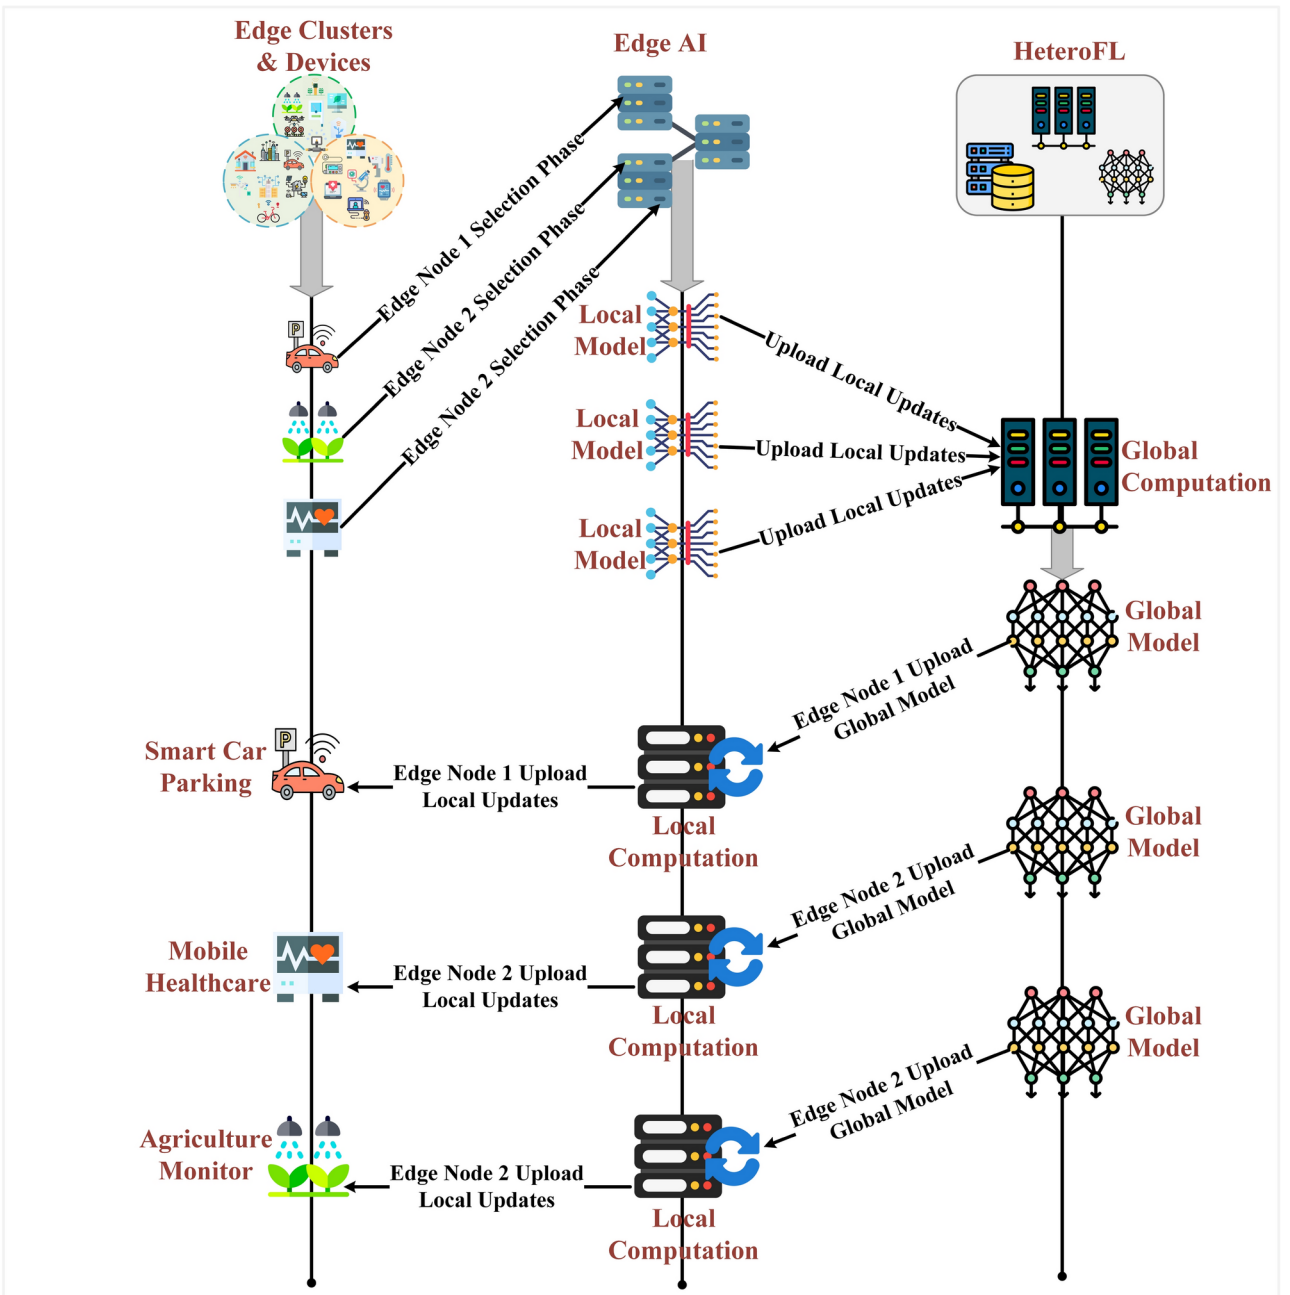 Edge Clusters
& Devices
Edge AI
HeteroFL
P
Edge Node 1 Selection Phase
Edge Node 2 Selection Phase
Edge Node 2 Selection Phase
Local
Model
Upload Local Updates
Local
Model
Upload Local Updates
Local
Model
Upload Local Updates
Global
Computation
Global
Model
Edge Node 1 Upload
Global Model
Smart Car
Parking
P
Edge Node 1 Upload
Local Updates
Local
Computation
Global
Model
Edge Node 2 Upload
Global Model
Mobile
Healthcare
Edge Node 2 Upload
Local Updates
Local
Computation
Global
Model
Edge Node 2 Upload
Global Model
Agriculture
Monitor
Edge Node 2 Upload
Local Updates
Local
Computation